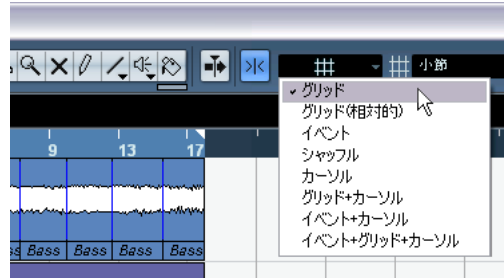 小節
✓ グリッド
グリッド(相対的)
イベント
シャッフル
カーソル
グリッド+カーソル
イベント+カーソル
イベント+グリッド+カーソル
9 13 17
Bass Bass Bass Bass